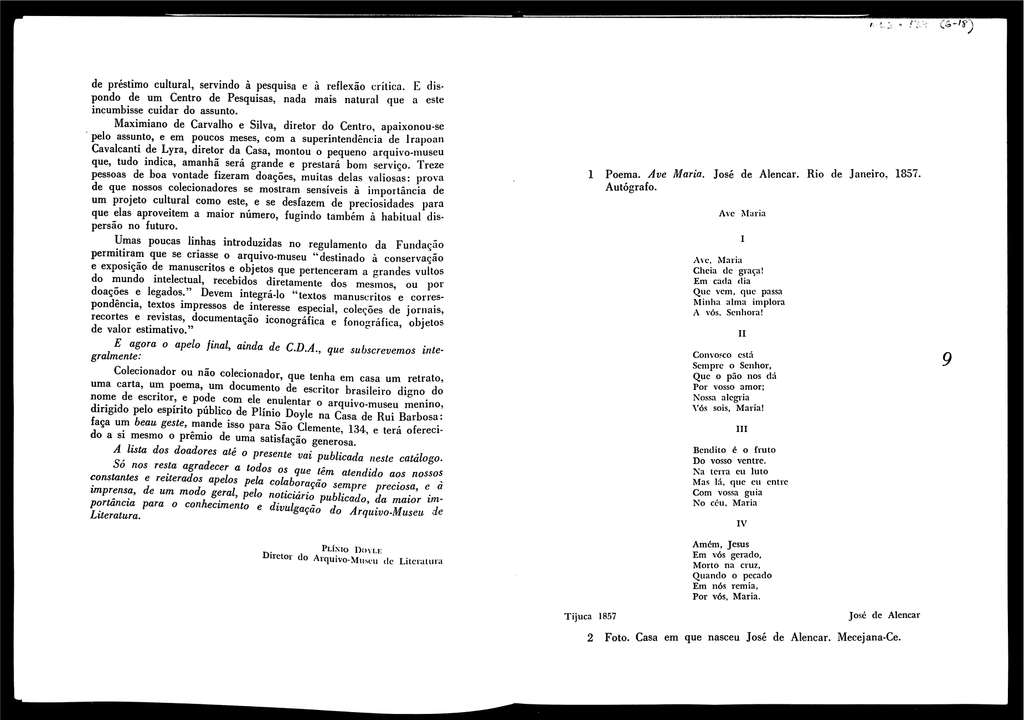 (G-18)
de préstimo cultural, servindo à pesquisa e à reflexão crítica. E dis-
pondo de um Centro de Pesquisas, nada mais natural que a este
incumbisse cuidar do assunto.
Maximiano de Carvalho e Silva, diretor do Centro, apaixonou-se
pelo assunto, e em poucos meses, com a superintendência de Irapoan
Cavalcanti de Lyra, diretor da Casa, montou o pequeno arquivo-museu
que, tudo indica, amanhã será grande e prestará bom serviço. Treze
pessoas de boa vontade fizeram doações, muitas delas valiosas: prova
de que nossos colecionadores se mostram sensíveis à importância de
um projeto cultural como este, e se desfazem de preciosidades para
que elas aproveitem a maior número, fugindo também à habitual dis-
persão no futuro.
Umas poucas linhas introduzidas no regulamento da Fundação
permitiram que se criasse o arquivo-museu "destinado à conservação
e exposição de manuscritos e objetos que pertenceram a grandes vultos
do mundo intelectual, recebidos diretamente dos mesmos, ou por
doações e legados." Devem integrá-lo "textos manuscritos e corres-
pondência, textos impressos de interesse especial, coleções de jornais,
recortes e revistas, documentação iconográfica e fonográfica, objetos
de valor estimativo."
E agora o apelo final, ainda de C.D.A., que subscrevemos inte-
gralmente:
Colecionador ou não colecionador, que tenha em casa um retrato,
uma carta, um poema, um documento de escritor brasileiro digno do
nome de escritor, e pode com ele enulentar o arquivo-museu menino,
dirigido pelo espírito público de Plínio Doyle na Casa de Rui Barbosa:
faça um beau geste, mande isso para São Clemente, 134, e terá ofereci-
do a si mesmo o prêmio de uma satisfação generosa.
A lista dos doadores até o presente vai publicada neste catálogo.
Só nos resta agradecer a todos os que têm atendido aos nossos
constantes e reiterados apelos pela colaboração sempre preciosa, e à
imprensa, de um modo geral, pelo noticiário publicado, da maior im-
portância para o conhecimento e divulgação do Arquivo-Museu de
Literatura.
PLÍNIO DOYLE
Diretor do Arquivo-Museu de Literatura
1 Poema. Ave Maria. José de Alencar. Rio de Janeiro, 1857.
Autógrafo.
Ave Maria
I
Ave, Maria
Cheia de graça!
Em cada dia
Que vem, que passa
Minha alma implora
A vós, Senhora!
II
Convosco está
Sempre o Senhor,
Que o pão nos dá
Por vosso amor;
Nossa alegria
Vós sois, Maria!
III
Bendito é o fruto
Do vosso ventre.
Na terra eu luto
Mas lá, que eu entre
Com vossa guia
No céu, Maria
IV
Amém, Jesus
Em vós gerado,
Morto na cruz,
Quando o pecado
Em nós remia,
Por vós, Maria.
Tijuca 1857 José de Alencar
2 Foto. Casa em que nasceu José de Alencar. Mecejana-Ce.
9